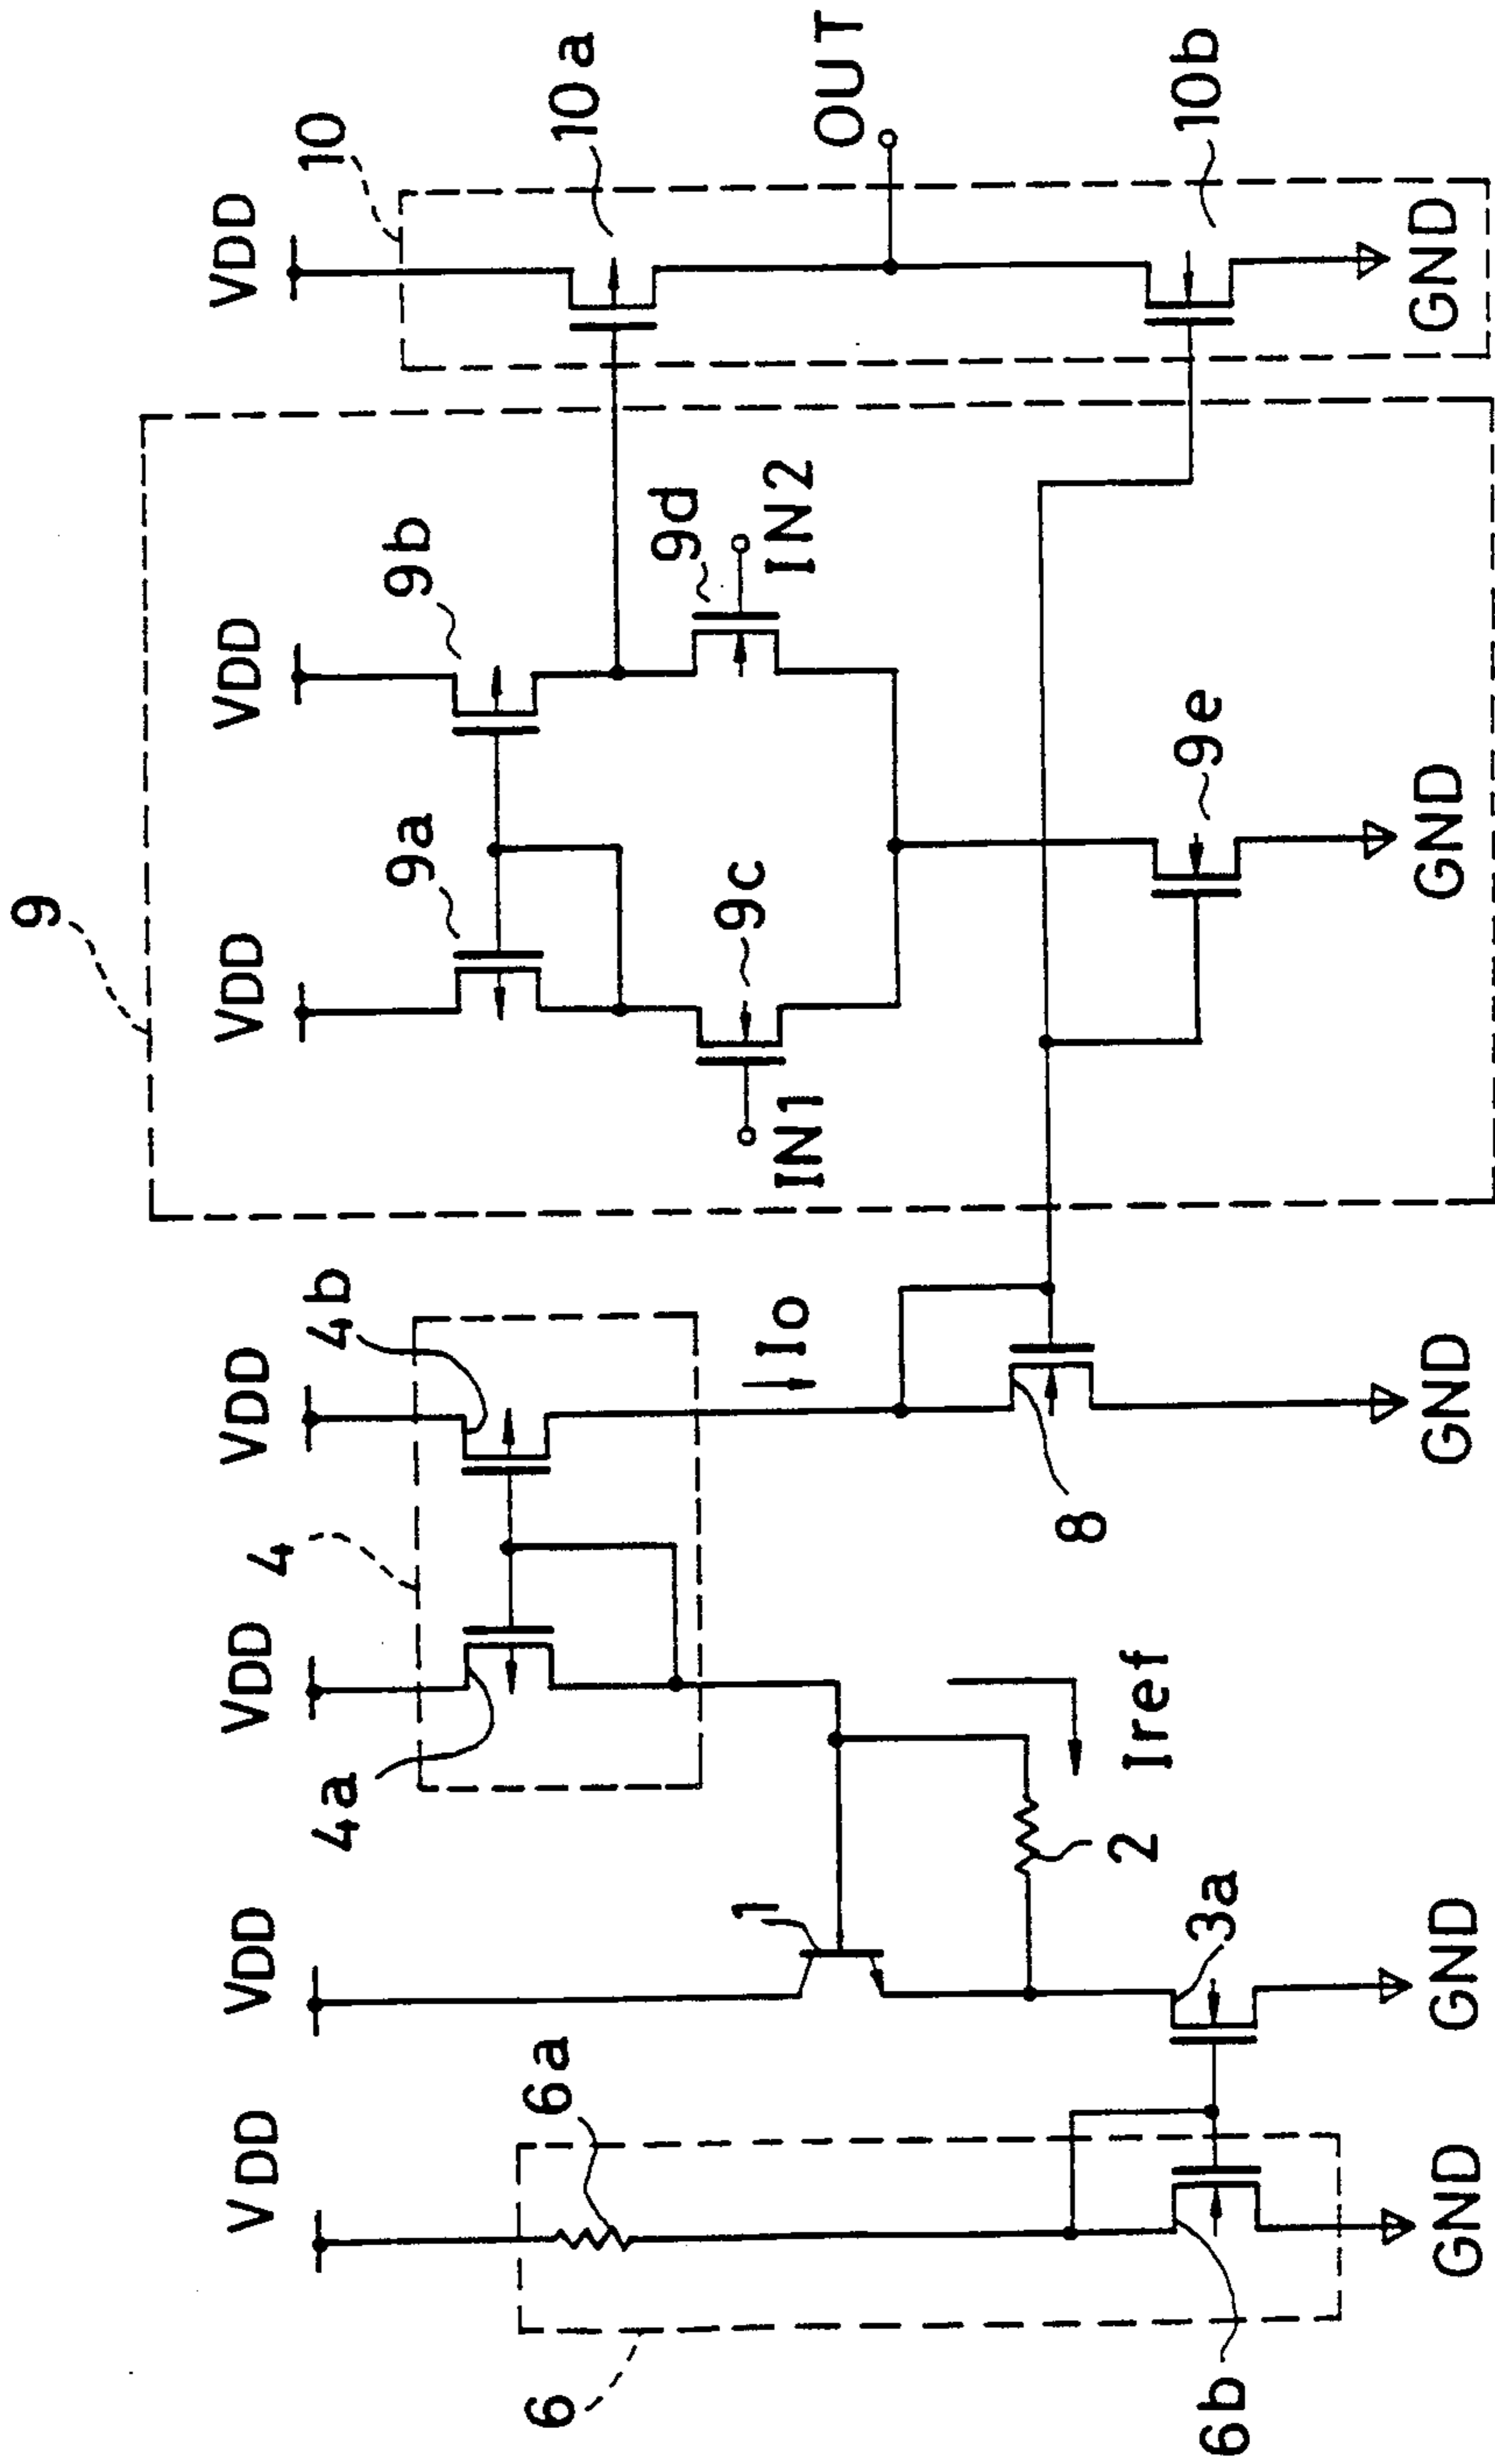 VDD
VDD
VDD
VDD
VDD
VDD
VDD
6
6a
6b
1
2
3a
Iref
4
4a
4b
Io
8
9
9a
9b
9c
9d
9e
IN1
IN2
10
10a
10b
OUT
GND
GND
GND
GND
GND